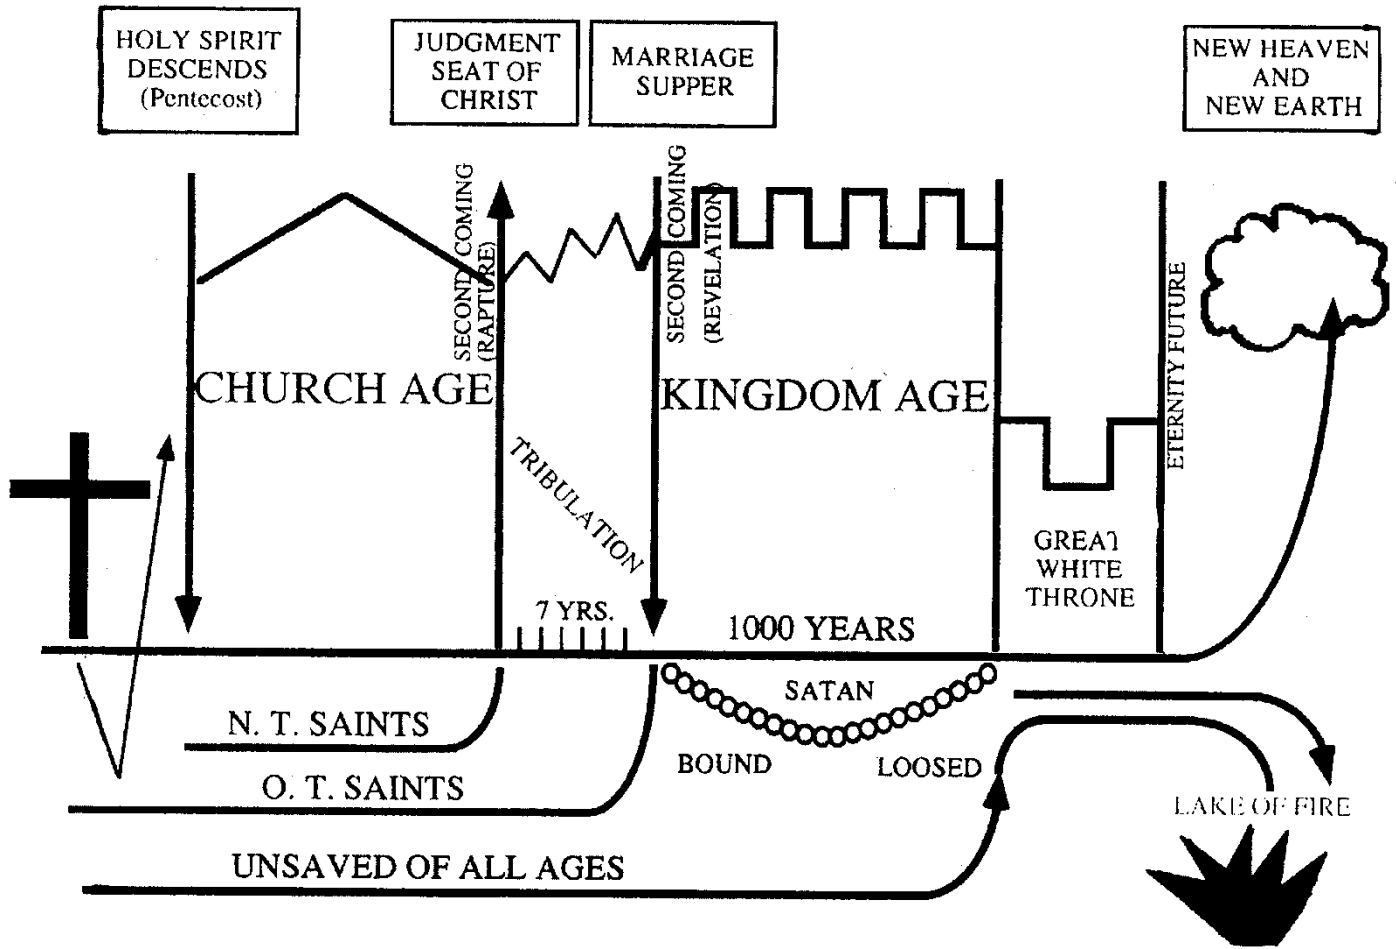 HOLY SPIRIT
DESCENDS
(Pentecost)
JUDGMENT
SEAT OF
CHRIST
MARRIAGE
SUPPER
NEW HEAVEN
AND
NEW EARTH
SECOND COMING
(RAPTURE)
SECOND COMING
(REVELATION)
ETERNITY FUTURE
CHURCH AGE
KINGDOM AGE
TRIBULATION
GREAT
WHITE
THRONE
7 YRS.
1000 YEARS
SATAN
N. T. SAINTS
BOUND
LOOSED
O. T. SAINTS
LAKE OF FIRE
UNSAVED OF ALL AGES